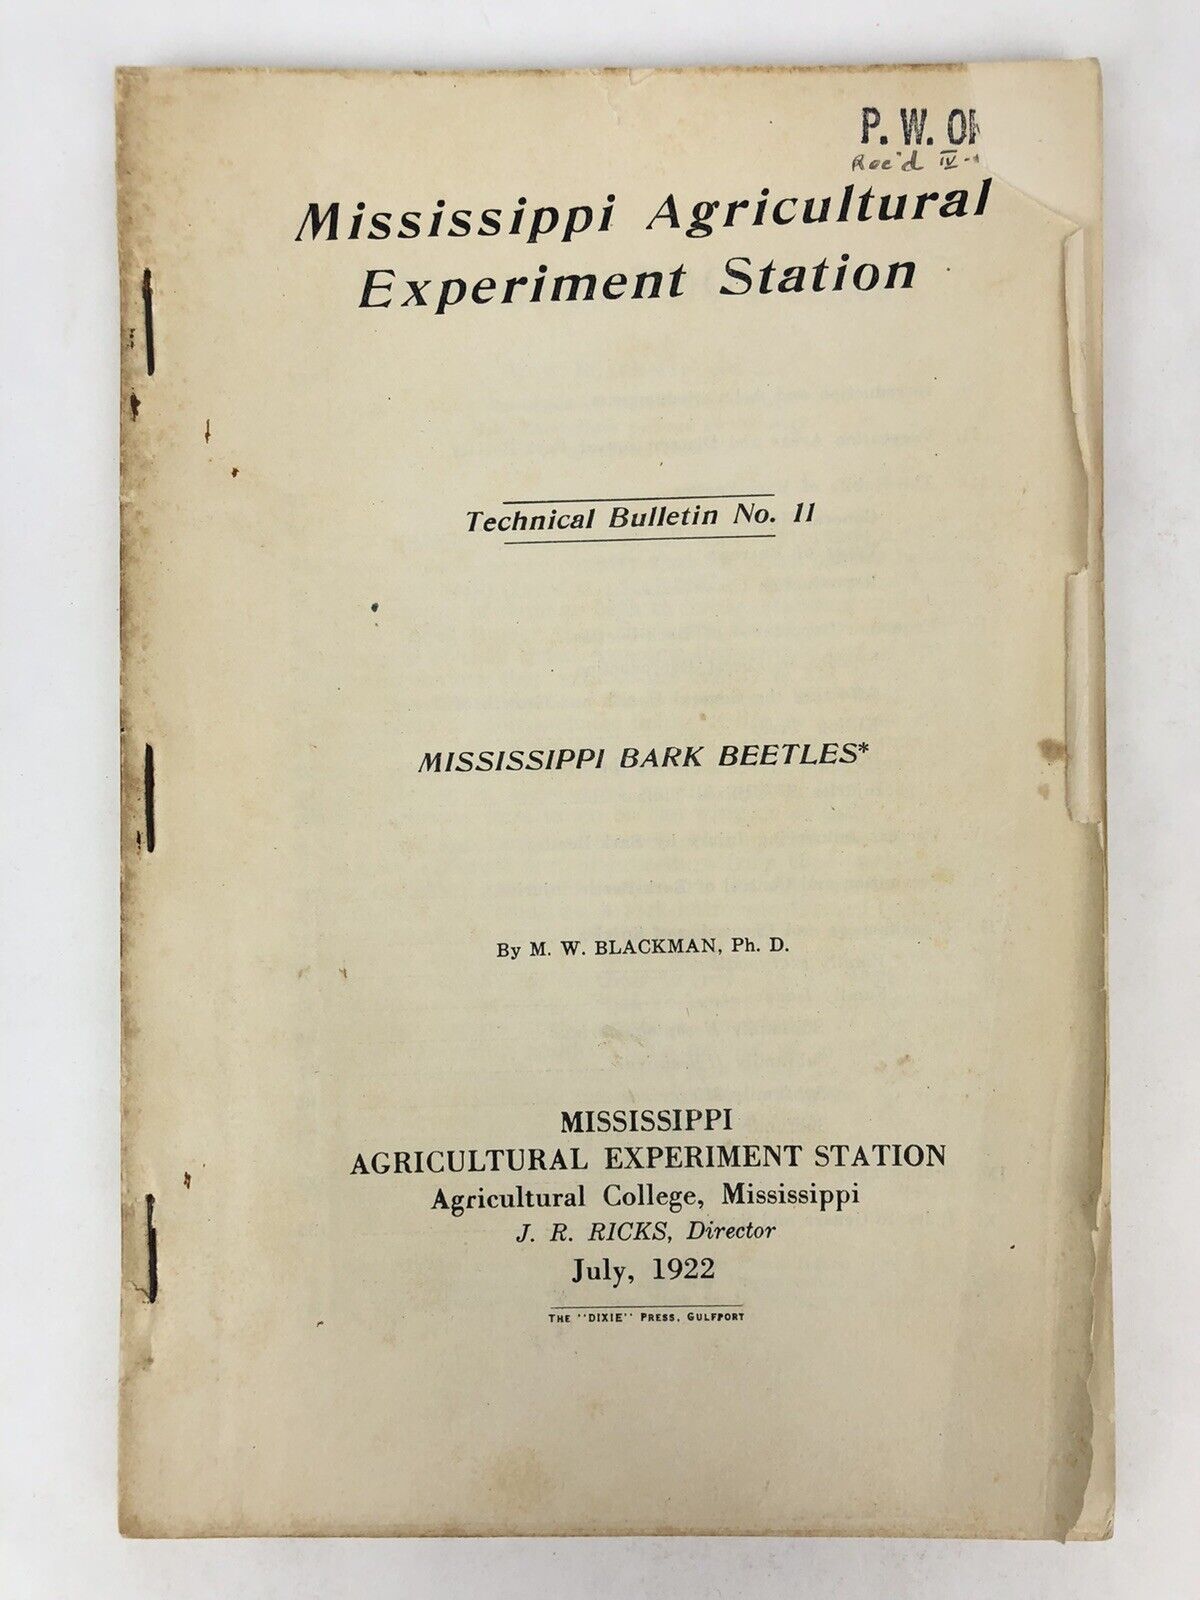 P. W.
Rec'd IV-
Mississippi Agricultural
Experiment Station
Technical Bulletin No. 11
MISSISSIPPI BARK BEETLES*
By M. W. BLACKMAN, Ph. D.
MISSISSIPPI
AGRICULTURAL EXPERIMENT STATION
Agricultural College, Mississippi
J. R. RICKS, Director
July, 1922
THE "DIXIE" PRESS, GULFPORT